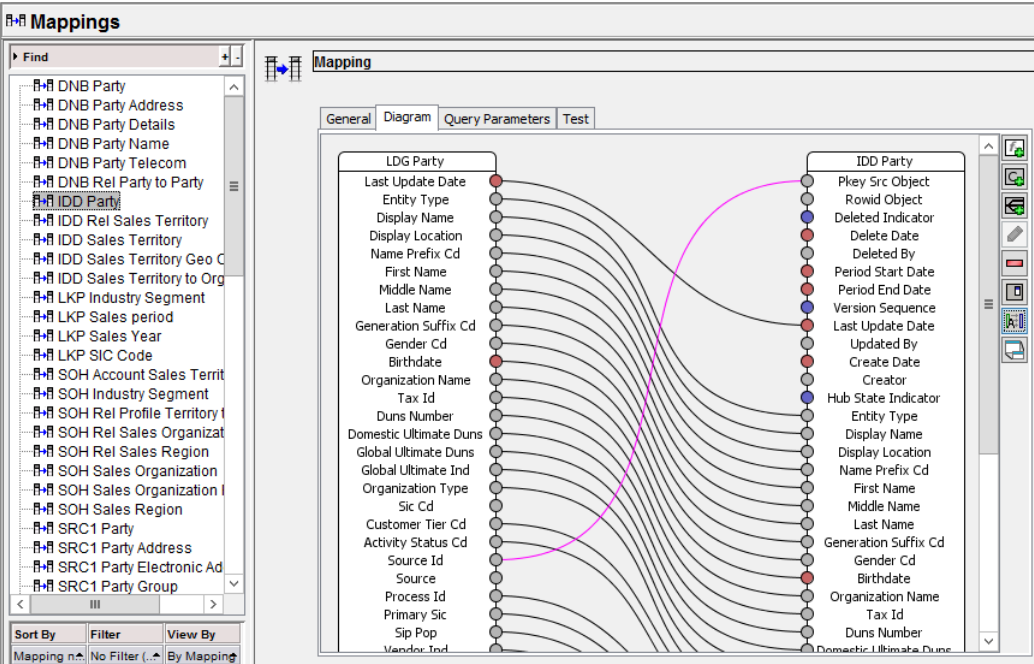 Mappings
Find
+ -
DNB Party
DNB Party Address
DNB Party Details
DNB Party Name
DNB Party Telecom
DNB Rel Party to Party
IDD Party
IDD Rel Sales Territory
IDD Sales Territory
IDD Sales Territory Geo C
IDD Sales Territory to Org
LKP Industry Segment
LKP Sales period
LKP Sales Year
LKP SIC Code
SOH Account Sales Territ
SOH Industry Segment
SOH Rel Profile Territory t
SOH Rel Sales Organizat
SOH Rel Sales Region
SOH Sales Organization
SOH Sales Organization
SOH Sales Region
SRC1 Party
SRC1 Party Address
SRC1 Party Electronic Ad
SRC1 Party Group
Sort By Filter View By
Mapping n.. No Filter (.. By Mapping
Mapping
General Diagram Query Parameters Test
LDG Party
Last Update Date
Entity Type
Display Name
Display Location
Name Prefix Cd
First Name
Middle Name
Last Name
Generation Suffix Cd
Gender Cd
Birthdate
Organization Name
Tax Id
Duns Number
Domestic Ultimate Duns
Global Ultimate Duns
Global Ultimate Ind
Organization Type
Sic Cd
Customer Tier Cd
Activity Status Cd
Source Id
Source
Process Id
Primary Sic
Sip Pop
Vendor Ind
IDD Party
Pkey Src Object
Rowid Object
Deleted Indicator
Delete Date
Deleted By
Period Start Date
Period End Date
Version Sequence
Last Update Date
Updated By
Create Date
Creator
Hub State Indicator
Entity Type
Display Name
Display Location
Name Prefix Cd
First Name
Middle Name
Last Name
Generation Suffix Cd
Gender Cd
Birthdate
Organization Name
Tax Id
Duns Number
Domestic Ultimate Duns